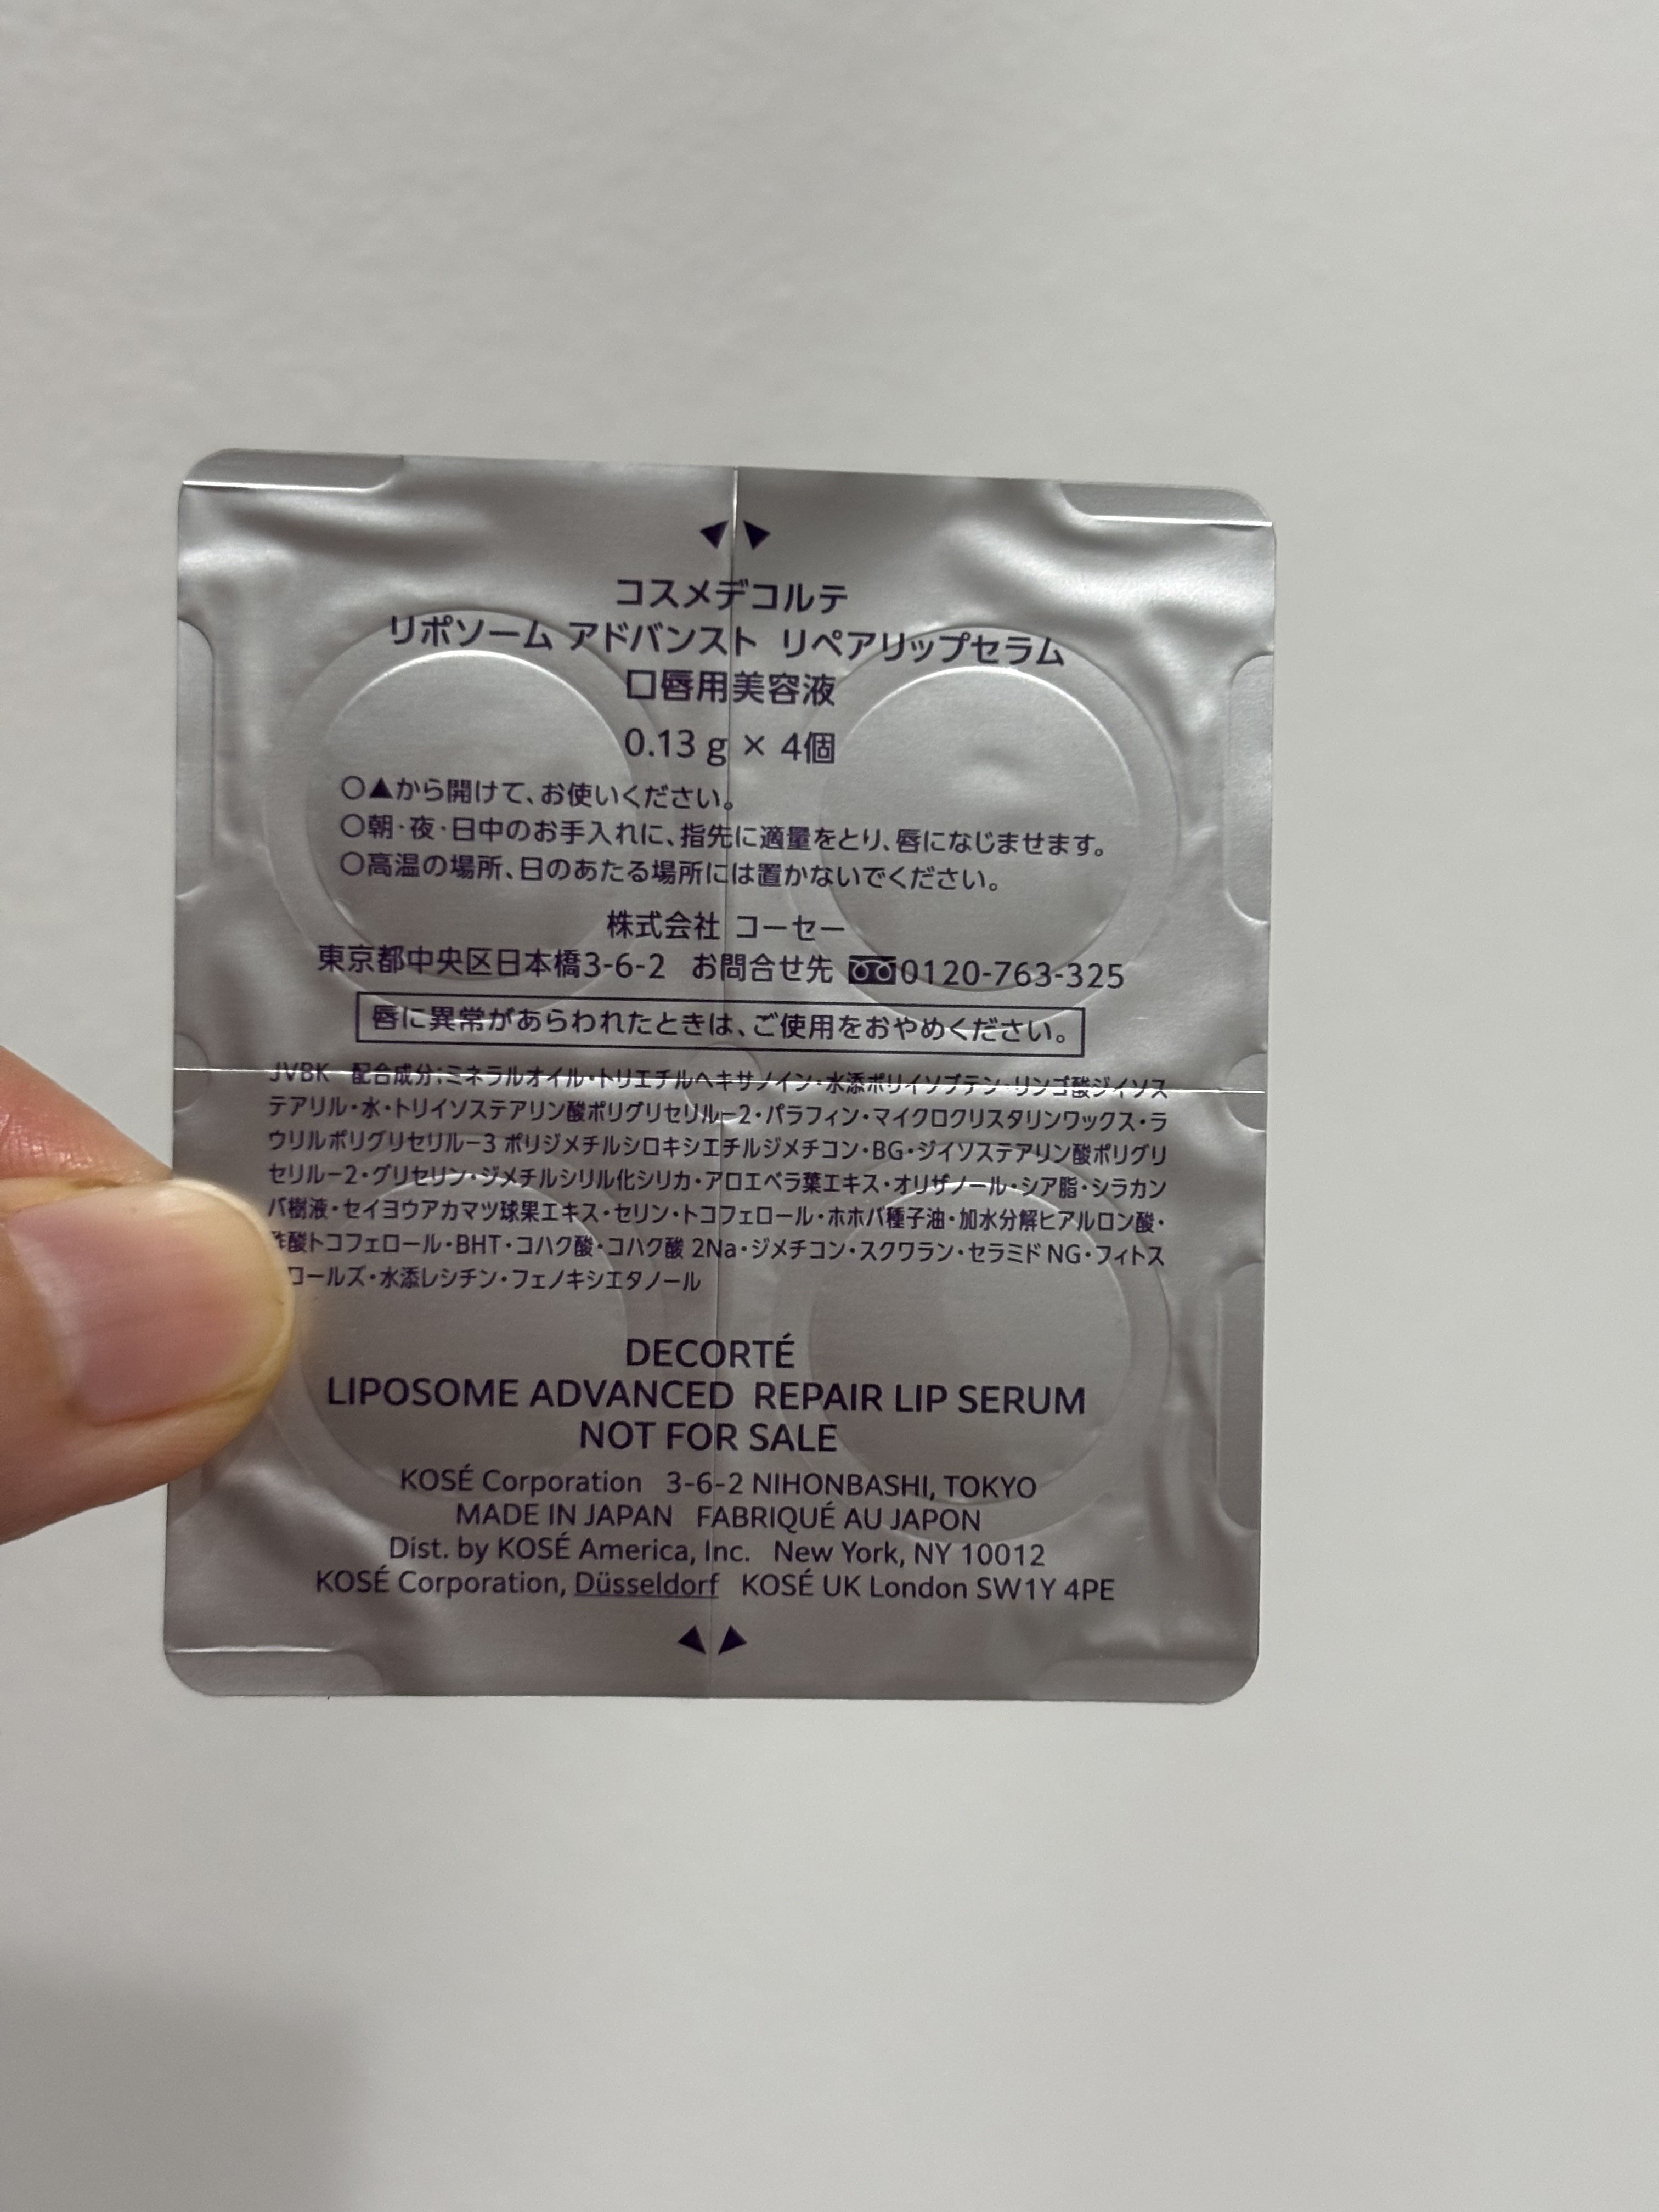 コスメデコルテ
リポソーム アドバンスト リペアリップセラム
口唇用美容液
0.13 g × 4個
○▲から開けて、お使いください。
○朝・夜・日中のお手入れに、指先に適量をとり、唇になじませます。
○高温の場所、日のあたる場所には置かないでください。
株式会社 コーセー
東京都中央区日本橋3-6-2 お問合せ先 0120-763-325
唇に異常があらわれたときは、ご使用をおやめください。
JVBK 配合成分:ミネラルオイル・トリエチルヘキサノイン・水添ポリイソブテン・リンゴ酸ジイソス
テアリル・水・トリイソステアリン酸ポリグリセリル−2・パラフィン・マイクロクリスタリンワックス・ラ
ウリルポリグリセリル−3 ポリジメチルシロキシエチルジメチコン・BG・ジイソステアリン酸ポリグリ
セリル−2・グリセリン・ジメチルシリル化シリカ・アロエベラ葉エキス・オリザノール・シア脂・シラカン
バ樹液・セイヨウアカマツ球果エキス・セリン・トコフェロール・ホホバ種子油・加水分解ヒアルロン酸・
酢酸トコフェロール・BHT・コハク酸・コハク酸 2Na・ジメチコン・スクワラン・セラミド NG・フィトス
ロールズ・水添レシチン・フェノキシエタノール
DECORTÉ
LIPOSOME ADVANCED REPAIR LIP SERUM
NOT FOR SALE
KOSÉ Corporation 3-6-2 NIHONBASHI, TOKYO
MADE IN JAPAN FABRIQUÉ AU JAPON
Dist. by KOSÉ America, Inc. New York, NY 10012
KOSÉ Corporation, Düsseldorf KOSÉ UK London SW1Y 4PE